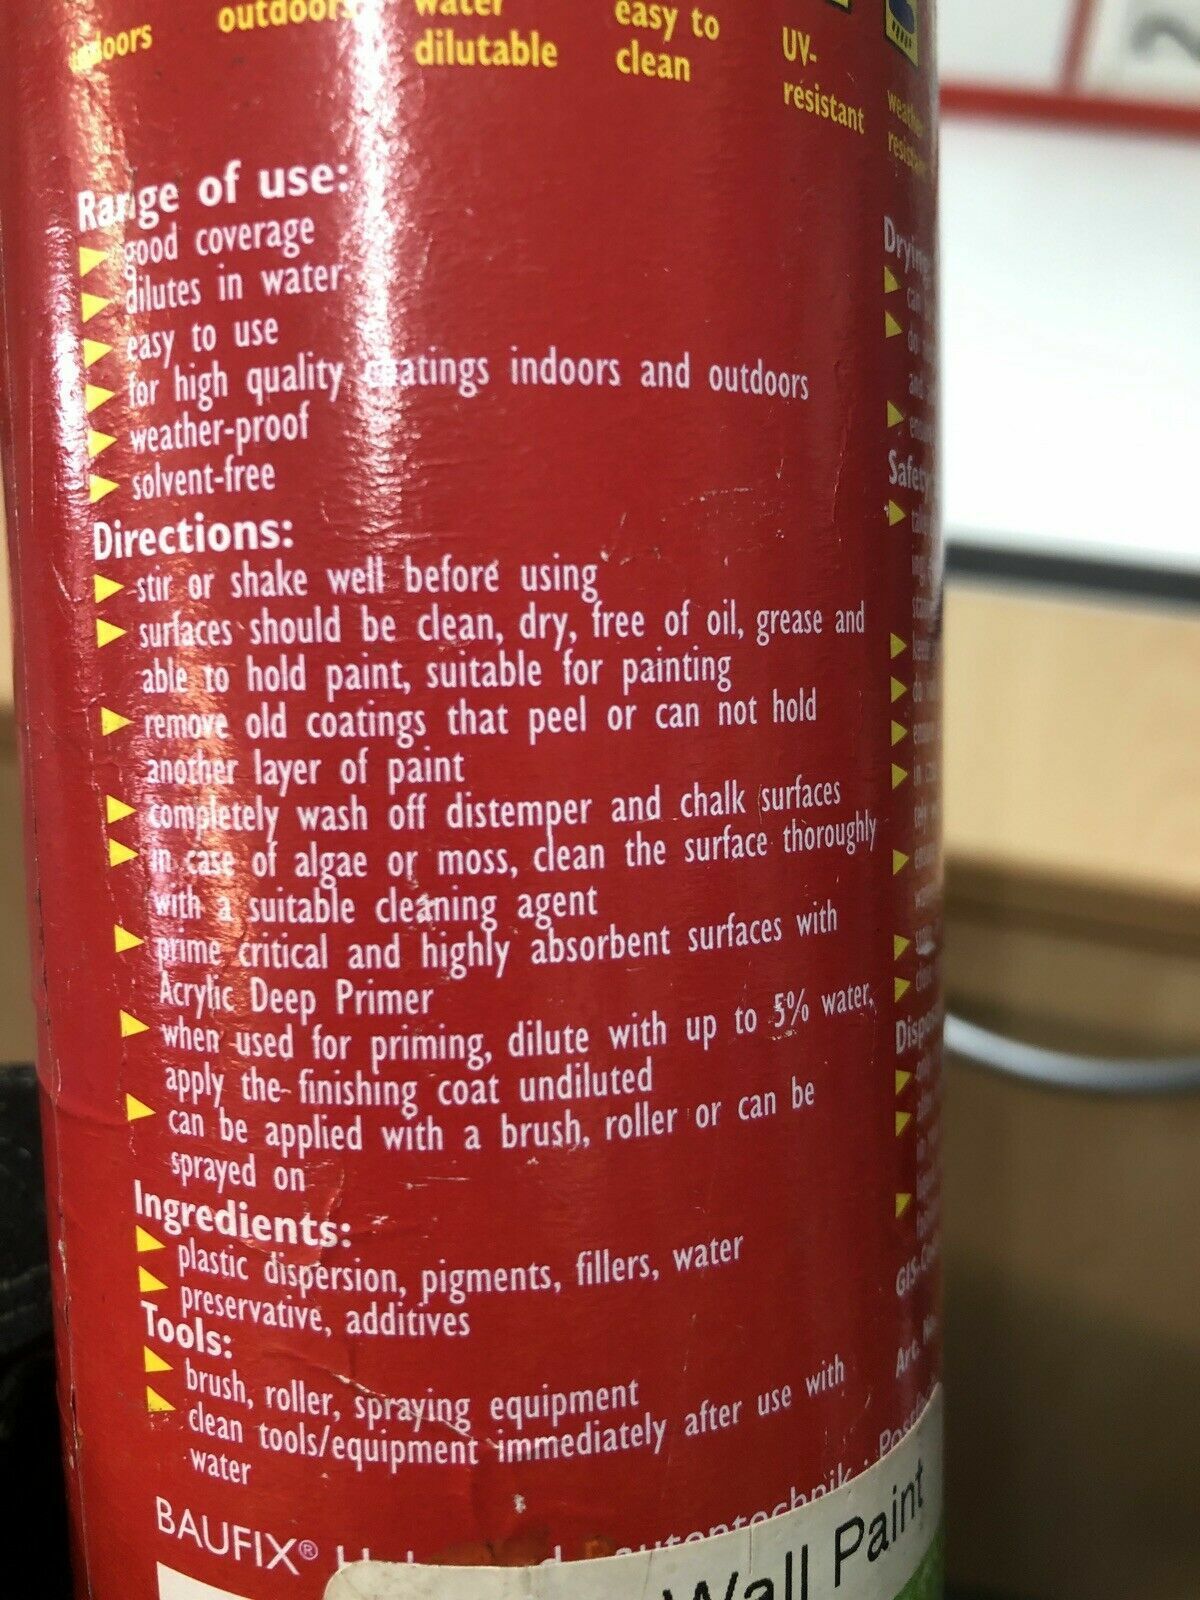 indoors
outdoors
water
dilutable
easy to
clean
UV-
resistant
Range of use:
good coverage
dilutes in water
easy to use
for high quality coatings indoors and outdoors
weather-proof
solvent-free
Directions:
stir or shake well before using
surfaces should be clean, dry, free of oil, grease and
able to hold paint, suitable for painting
remove old coatings that peel or can not hold
another layer of paint
completely wash off distemper and chalk surfaces
in case of algae or moss, clean the surface thoroughly
with a suitable cleaning agent
prime critical and highly absorbent surfaces with
Acrylic Deep Primer
when used for priming, dilute with up to 5% water,
apply the finishing coat undiluted
can be applied with a brush, roller or can be
sprayed on
Ingredients:
plastic dispersion, pigments, fillers, water
preservative, additives
Tools:
brush, roller, spraying equipment
clean tools/equipment immediately after use with
water
BAUFIX®
Wall Paint